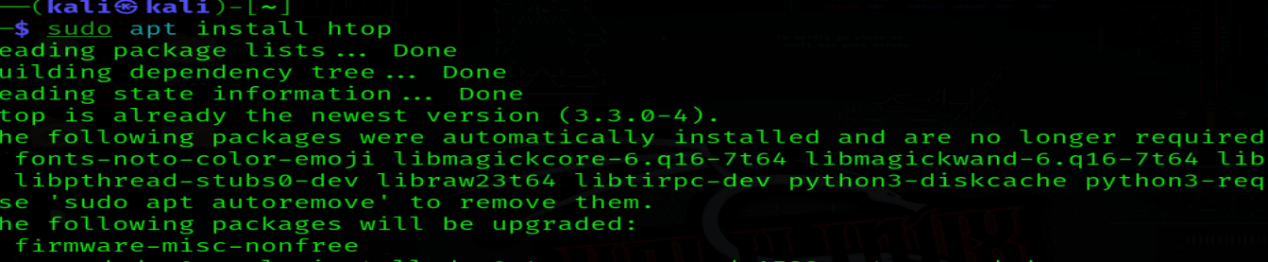 (kali㉿kali)-[~]
$ sudo apt install htop
eading package lists... Done
uilding dependency tree... Done
eading state information... Done
top is already the newest version (3.3.0-4).
he following packages were automatically installed and are no longer required
fonts-noto-color-emoji libmagickcore-6.q16-7t64 libmagickwand-6.q16-7t64 lib
libpthread-stubs0-dev libraw23t64 libtirpc-dev python3-diskcache python3-req
se 'sudo apt autoremove' to remove them.
he following packages will be upgraded:
firmware-misc-nonfree